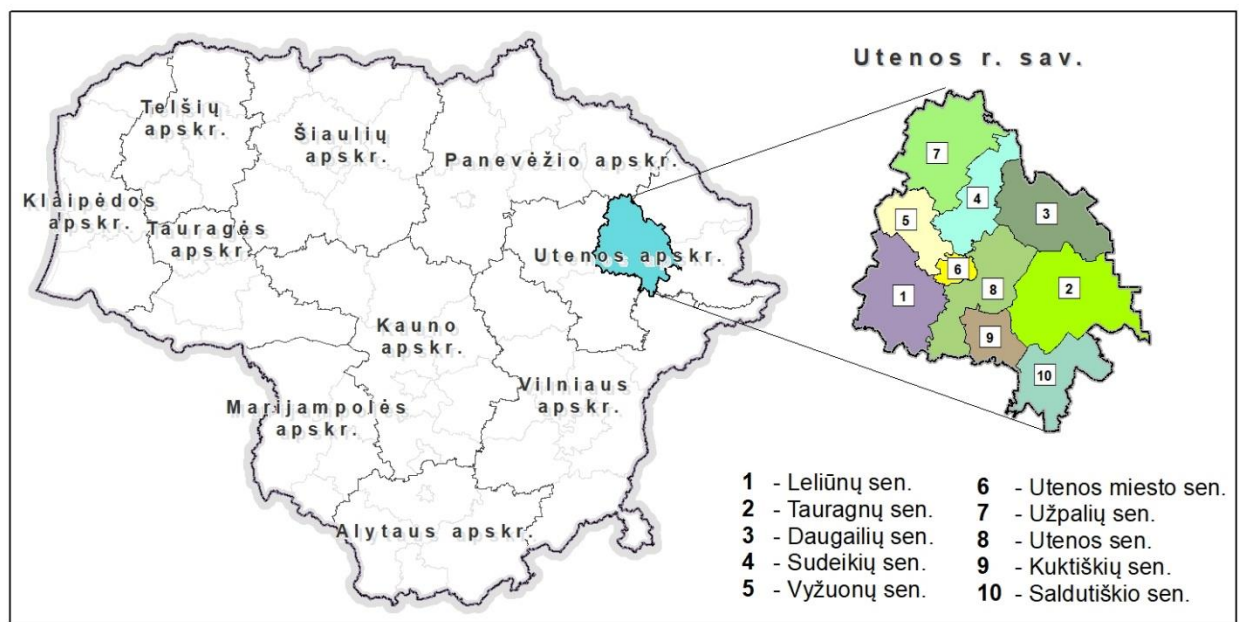 Utenos r. sav.
Telšių
apskr.
Šiaulių
apskr.
Panevėžio apskr.
Klaipėdos
apskr.
Tauragės
apskr.
Utenos apskr.
Kauno
apskr.
Vilniaus
apskr.
Marijampolės
apskr.
Alytaus apskr.
7
4
3
5
6
8
2
1
9
10
1 - Leliūnų sen.
2 - Tauragnų sen.
3 - Daugailių sen.
4 - Sudeikių sen.
5 - Vyžuonų sen.
6 - Utenos miesto sen.
7 - Užpalių sen.
8 - Utenos sen.
9 - Kuktiškių sen.
10 - Saldutiškio sen.